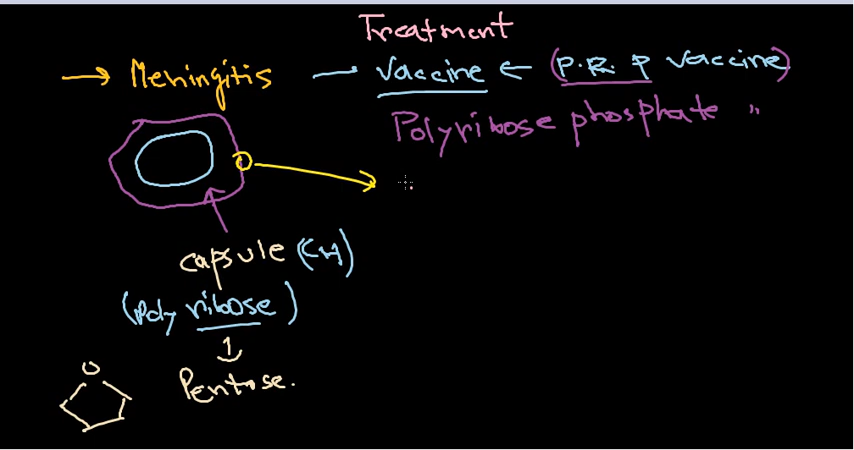 Treatment
→ Meningitis — Vaccine ← (P.R.P Vaccine)
Polyribose phosphate "
capsule (CH)
(Poly ribose)
↓
Pentose.
O